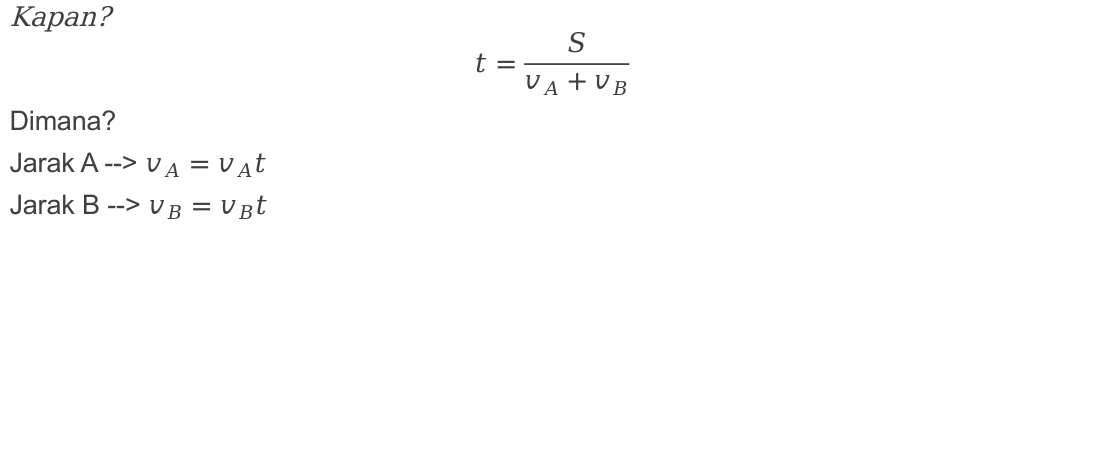 Kapan?
t = S / (v_A + v_B)
Dimana?
Jarak A --> v_A = v_A t
Jarak B --> v_B = v_B t